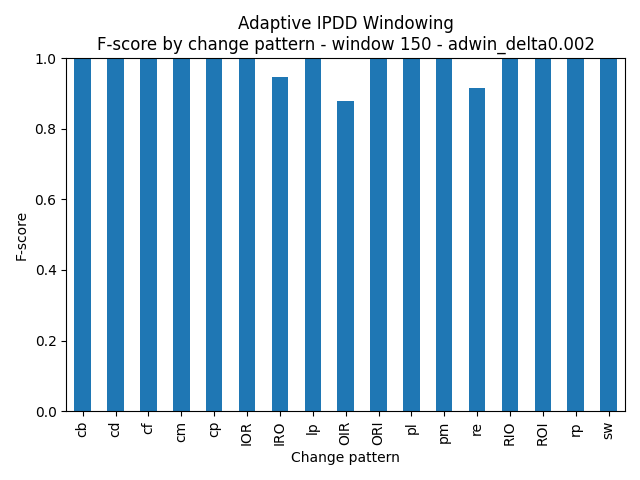 Adaptive IPDD Windowing
F-score by change pattern - window 150 - adwin_delta0.002
1.0
0.8
0.6
0.4
0.2
0.0
F-score
cb
cd
cf
cm
cp
IOR
IRO
lp
OIR
ORI
pl
pm
re
RIO
ROI
rp
sw
Change pattern